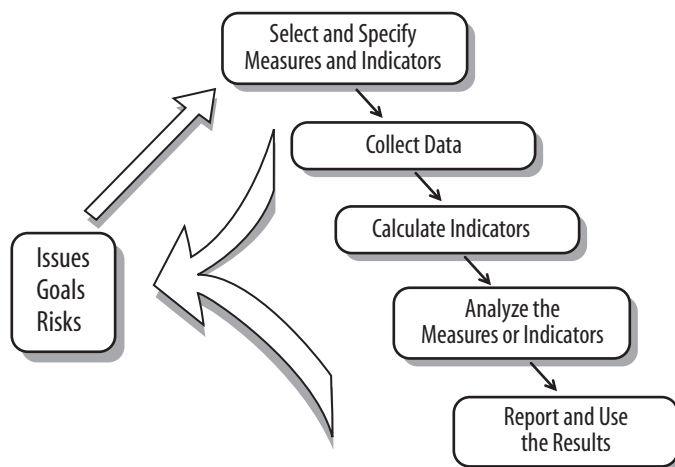 Select and Specify
Measures and Indicators
Collect Data
Calculate Indicators
Issues
Goals
Risks
Analyze the
Measures or Indicators
Report and Use
the Results